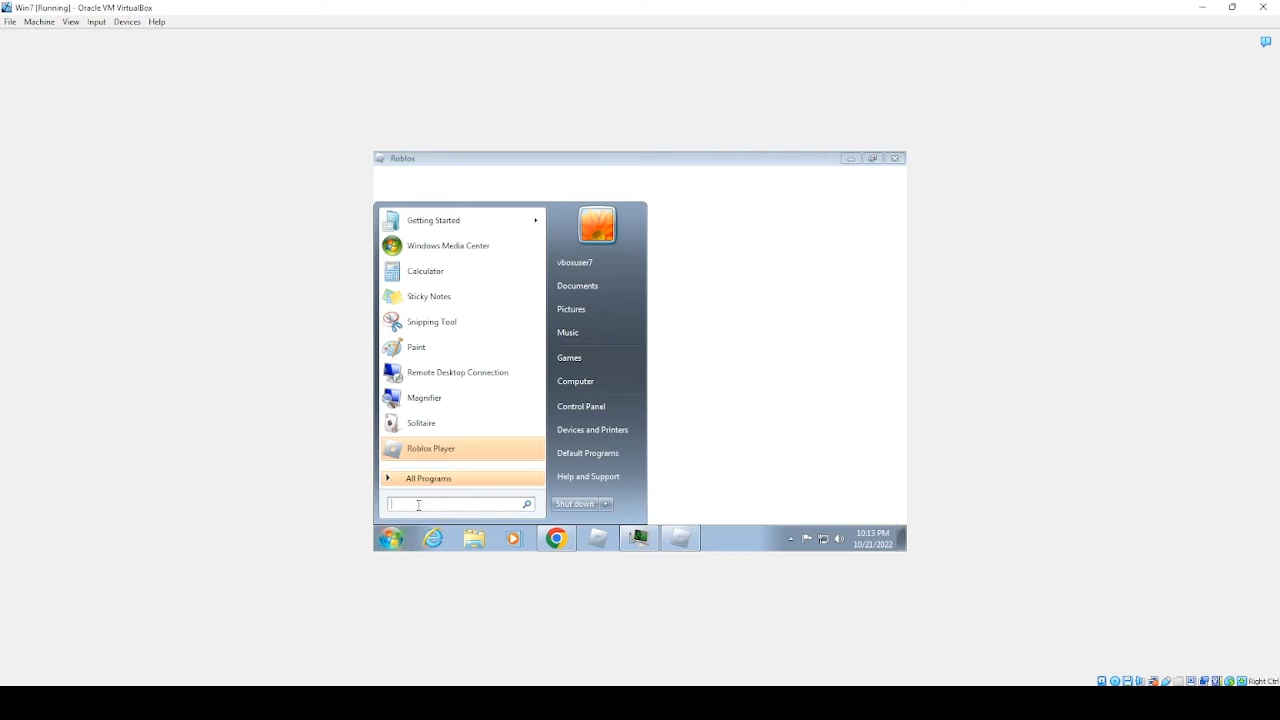 Win7 [Running] - Oracle VM VirtualBox
File Machine View Input Devices Help
Roblox
Getting Started
Windows Media Center
Calculator
Sticky Notes
Snipping Tool
Paint
Remote Desktop Connection
Magnifier
Solitaire
Roblox Player
All Programs
vboxuser7
Documents
Pictures
Music
Games
Computer
Control Panel
Devices and Printers
Default Programs
Help and Support
Shut down
10:13 PM
10/21/2022
Right Ctrl